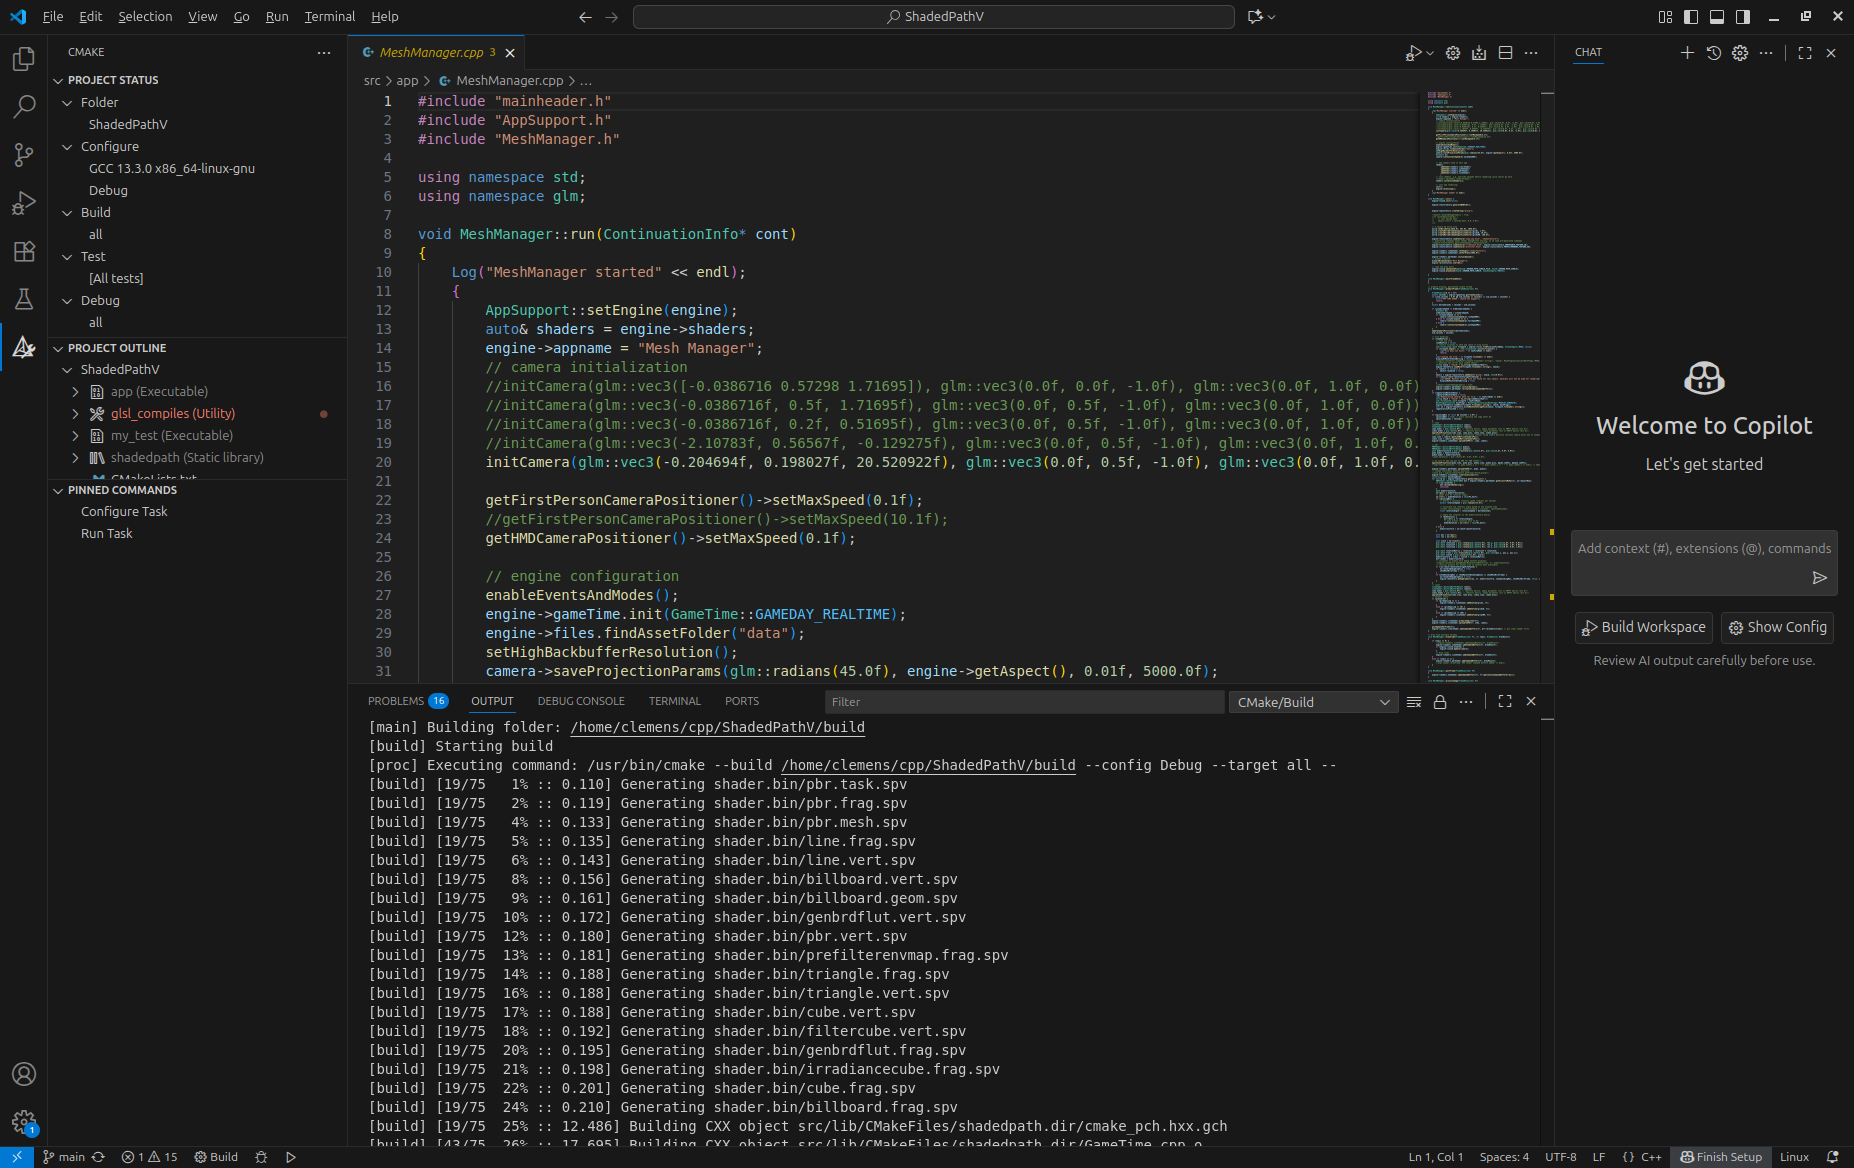 File Edit Selection View Go Run Terminal Help
ShadedPathV
CMAKE
PROJECT STATUS
Folder
ShadedPathV
Configure
GCC 13.3.0 x86_64-linux-gnu
Debug
Build
all
Test
[All tests]
Debug
all
PROJECT OUTLINE
ShadedPathV
app (Executable)
glsl_compiles (Utility)
my_test (Executable)
shadedpath (Static library)
CMakeLists.txt
PINNED COMMANDS
Configure Task
Run Task
MeshManager.cpp 3
src > app > MeshManager.cpp > ...
1 #include "mainheader.h"
2 #include "AppSupport.h"
3 #include "MeshManager.h"
4
5 using namespace std;
6 using namespace glm;
7
8 void MeshManager::run(ContinuationInfo* cont)
9 {
10 Log("MeshManager started" << endl);
11 {
12 AppSupport::setEngine(engine);
13 auto& shaders = engine->shaders;
14 engine->appname = "Mesh Manager";
15 // camera initialization
16 //initCamera(glm::vec3([-0.0386716 0.57298 1.71695]), glm::vec3(0.0f, 0.0f, -1.0f), glm::vec3(0.0f, 1.0f, 0.0f)
17 //initCamera(glm::vec3(-0.0386716f, 0.5f, 1.71695f), glm::vec3(0.0f, 0.5f, -1.0f), glm::vec3(0.0f, 1.0f, 0.0f))
18 //initCamera(glm::vec3(-0.0386716f, 0.2f, 0.51695f), glm::vec3(0.0f, 0.5f, -1.0f), glm::vec3(0.0f, 1.0f, 0.0f))
19 //initCamera(glm::vec3(-2.10783f, 0.56567f, -0.129275f), glm::vec3(0.0f, 0.5f, -1.0f), glm::vec3(0.0f, 1.0f, 0.
20 initCamera(glm::vec3(-0.204694f, 0.198027f, 20.520922f), glm::vec3(0.0f, 0.5f, -1.0f), glm::vec3(0.0f, 1.0f, 0.
21
22 getFirstPersonCameraPositioner()->setMaxSpeed(0.1f);
23 //getFirstPersonCameraPositioner()->setMaxSpeed(10.1f);
24 getHMDCameraPositioner()->setMaxSpeed(0.1f);
25
26 // engine configuration
27 enableEventsAndModes();
28 engine->gameTime.init(GameTime::GAMEDAY_REALTIME);
29 engine->files.findAssetFolder("data");
30 setHighBackbufferResolution();
31 camera->saveProjectionParams(glm::radians(45.0f), engine->getAspect(), 0.01f, 5000.0f);
PROBLEMS 16 OUTPUT DEBUG CONSOLE TERMINAL PORTS Filter CMake/Build
[main] Building folder: /home/clemens/cpp/ShadedPathV/build
[build] Starting build
[proc] Executing command: /usr/bin/cmake --build /home/clemens/cpp/ShadedPathV/build --config Debug --target all --
[build] [19/75 1% :: 0.110] Generating shader.bin/pbr.task.spv
[build] [19/75 2% :: 0.119] Generating shader.bin/pbr.frag.spv
[build] [19/75 4% :: 0.133] Generating shader.bin/pbr.mesh.spv
[build] [19/75 5% :: 0.135] Generating shader.bin/line.frag.spv
[build] [19/75 6% :: 0.143] Generating shader.bin/line.vert.spv
[build] [19/75 8% :: 0.156] Generating shader.bin/billboard.vert.spv
[build] [19/75 9% :: 0.161] Generating shader.bin/billboard.geom.spv
[build] [19/75 10% :: 0.172] Generating shader.bin/genbrdflut.vert.spv
[build] [19/75 12% :: 0.180] Generating shader.bin/pbr.vert.spv
[build] [19/75 13% :: 0.181] Generating shader.bin/prefilterenvmap.frag.spv
[build] [19/75 14% :: 0.188] Generating shader.bin/triangle.frag.spv
[build] [19/75 16% :: 0.188] Generating shader.bin/triangle.vert.spv
[build] [19/75 17% :: 0.188] Generating shader.bin/cube.vert.spv
[build] [19/75 18% :: 0.192] Generating shader.bin/filtercube.vert.spv
[build] [19/75 20% :: 0.195] Generating shader.bin/genbrdflut.frag.spv
[build] [19/75 21% :: 0.198] Generating shader.bin/irradiancecube.frag.spv
[build] [19/75 22% :: 0.201] Generating shader.bin/cube.frag.spv
[build] [19/75 24% :: 0.210] Generating shader.bin/billboard.frag.spv
[build] [19/75 25% :: 12.486] Building CXX object src/lib/CMakeFiles/shadedpath.dir/cmake_pch.hxx.gch
[build] [43/75 26% :: 17.695] Building CXX object src/lib/CMakeFiles/shadedpath.dir/GameTime.cpp.o
CHAT
Welcome to Copilot
Let's get started
Add context (#), extensions (@), commands
Build Workspace Show Config
Review AI output carefully before use.
1
main 1 15 Build
Ln 1, Col 1 Spaces: 4 UTF-8 LF {} C++ Finish Setup Linux